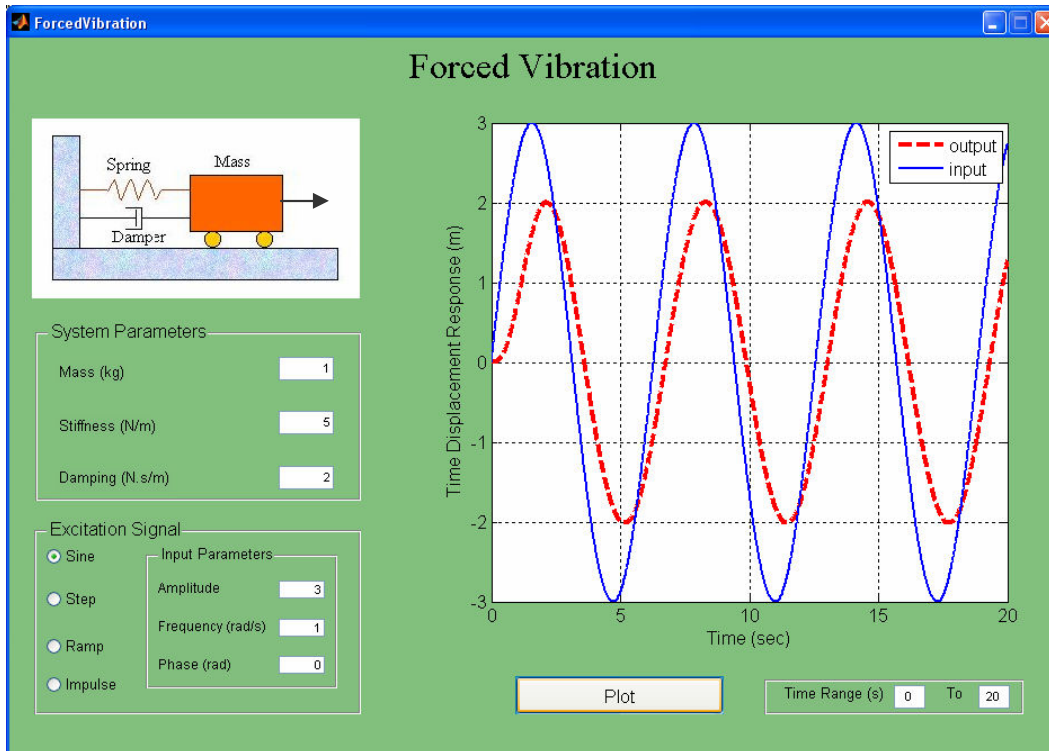 ForcedVibration
Forced Vibration
Spring
Mass
Damper
System Parameters
Mass (kg) 1
Stiffness (N/m) 5
Damping (N.s/m) 2
Excitation Signal
Sine
Step
Ramp
Impulse
Input Parameters
Amplitude 3
Frequency (rad/s) 1
Phase (rad) 0
Time Displacement Response (m)
3
2
1
0
-1
-2
-3
0 5 10 15 20
Time (sec)
output
input
Plot
Time Range (s) 0 To 20